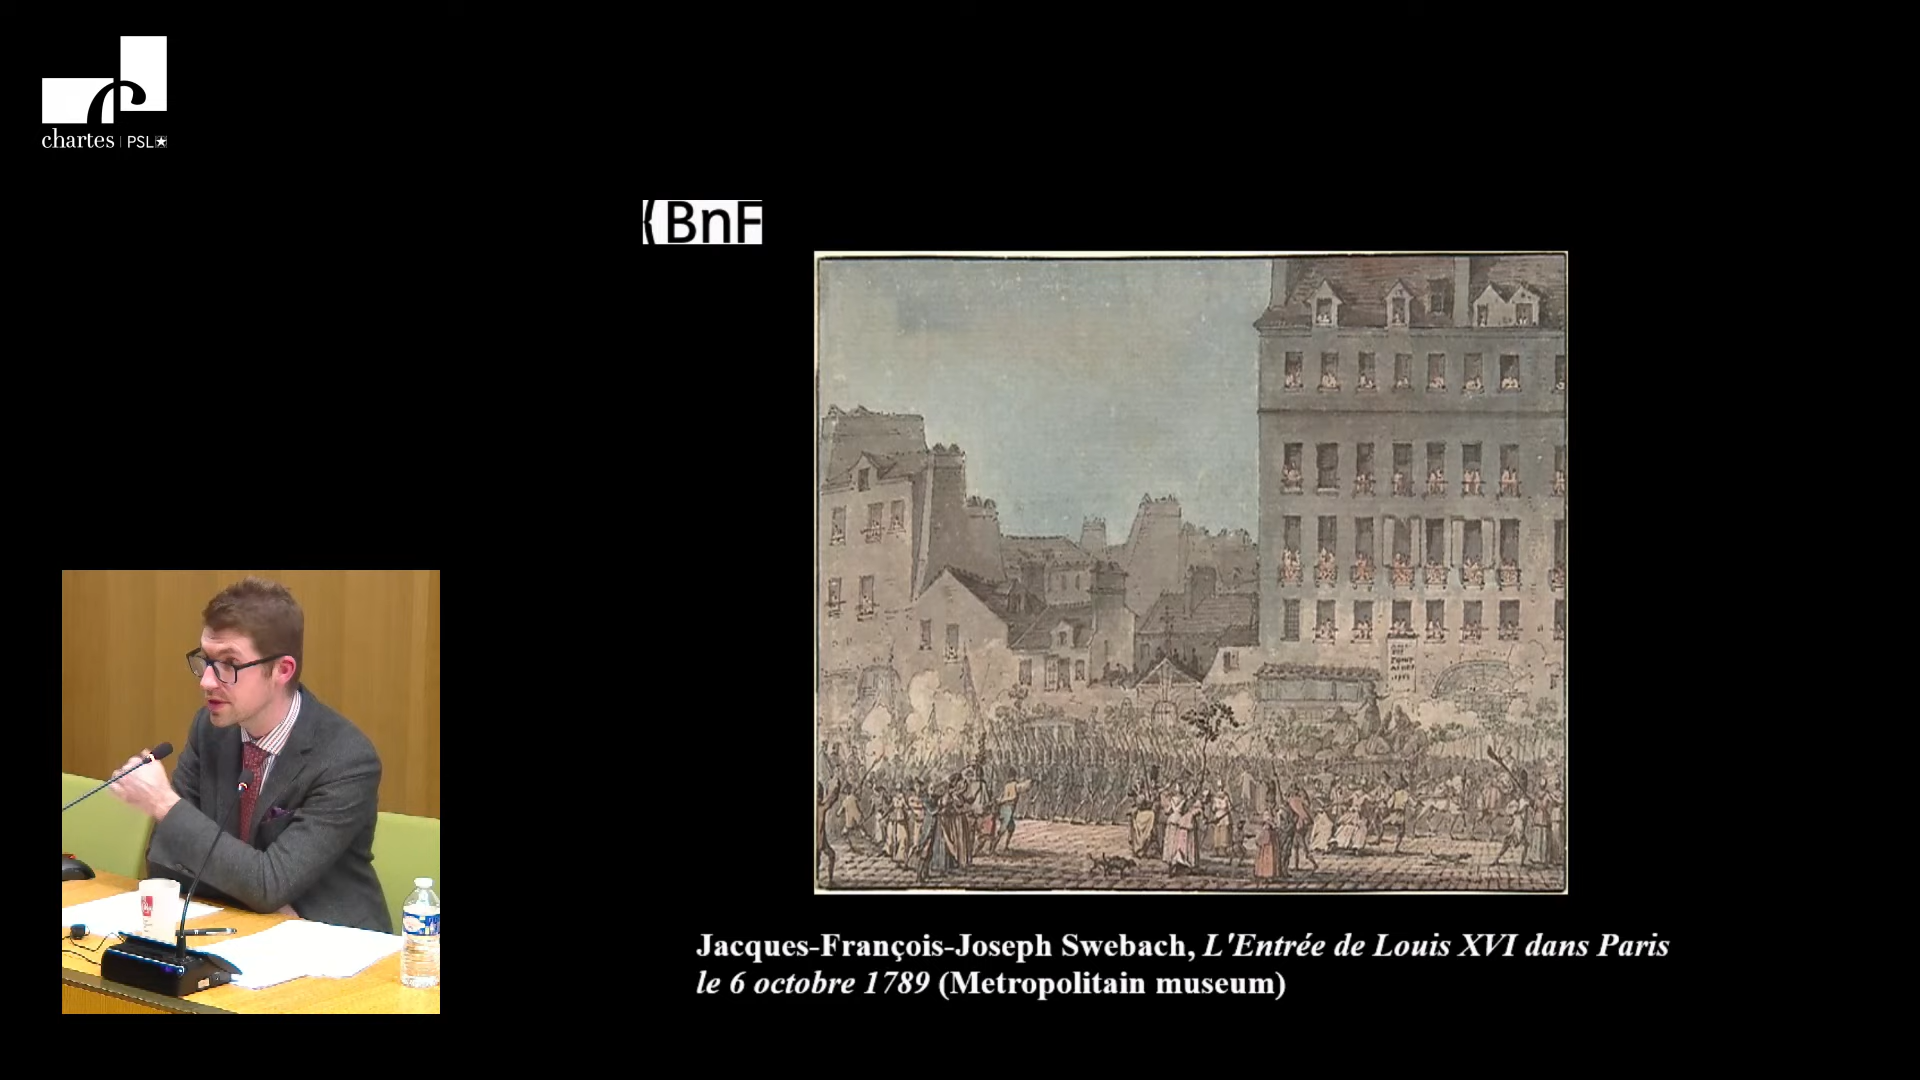 chartes | PSL
BnF
Jacques-François-Joseph Swebach, L'Entrée de Louis XVI dans Paris
le 6 octobre 1789 (Metropolitain museum)